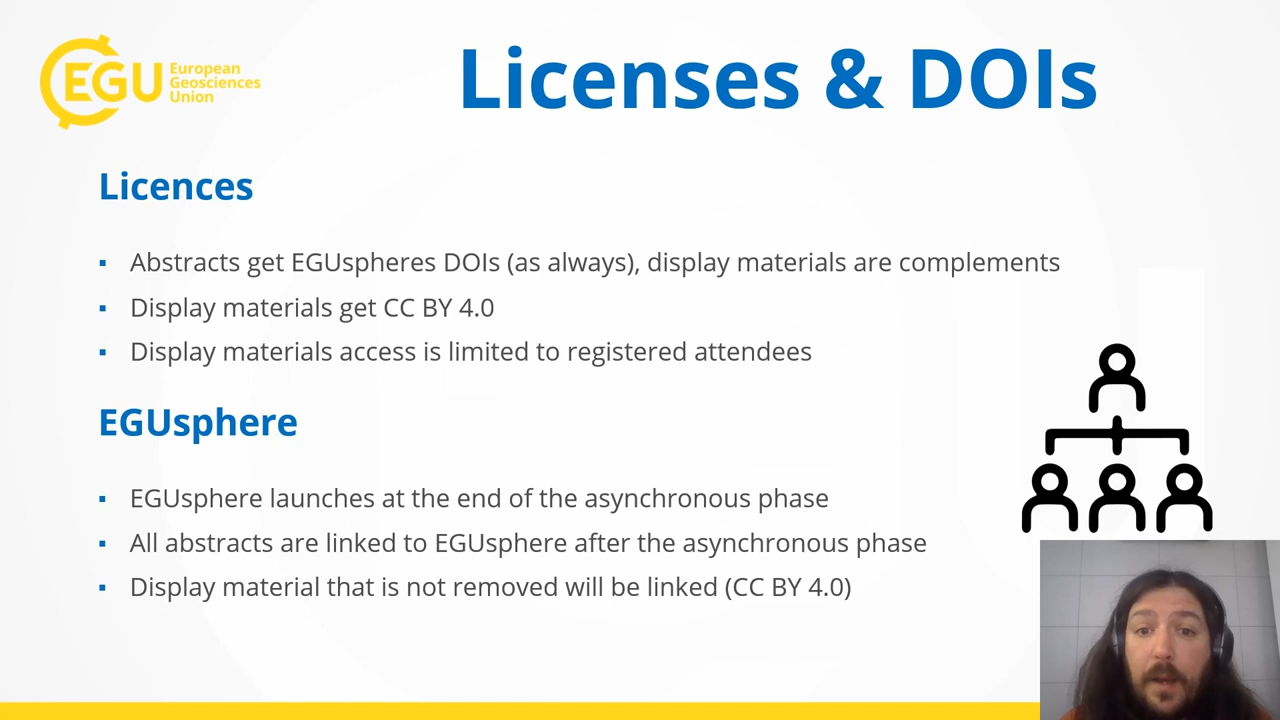 EGU
European
Geosciences
Union
Licenses & DOIs
Licences
Abstracts get EGUspheres DOIs (as always), display materials are complements
Display materials get CC BY 4.0
Display materials access is limited to registered attendees
EGUsphere
EGUsphere launches at the end of the asynchronous phase
All abstracts are linked to EGUsphere after the asynchronous phase
Display material that is not removed will be linked (CC BY 4.0)